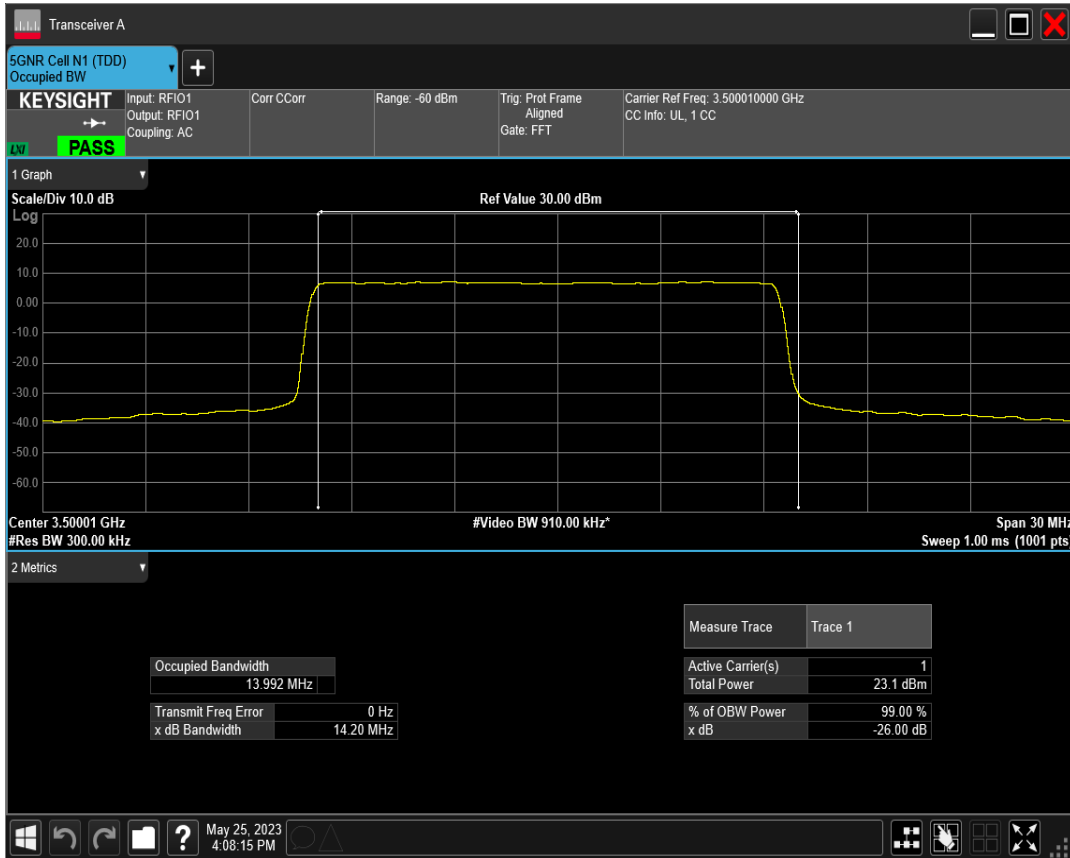 Transceiver A
5GNR Cell N1 (TDD)
Occupied BW
+
KEYSIGHT
LXI
PASS
Input: RFIO1
Output: RFIO1
Coupling: AC
Corr CCorr
Range: -60 dBm
Trig: Prot Frame
Aligned
Gate: FFT
Carrier Ref Freq: 3.500010000 GHz
CC Info: UL, 1 CC
1 Graph
Scale/Div 10.0 dB
Ref Value 30.00 dBm
Log
20.0
10.0
0.00
-10.0
-20.0
-30.0
-40.0
-50.0
-60.0
Center 3.50001 GHz
#Video BW 910.00 kHz*
Span 30 MHz
#Res BW 300.00 kHz
Sweep 1.00 ms (1001 pts)
2 Metrics
Measure Trace Trace 1
Occupied Bandwidth
13.992 MHz
Active Carrier(s) 1
Total Power 23.1 dBm
Transmit Freq Error 0 Hz
x dB Bandwidth 14.20 MHz
% of OBW Power 99.00 %
x dB -26.00 dB
?
May 25, 2023
4:08:15 PM